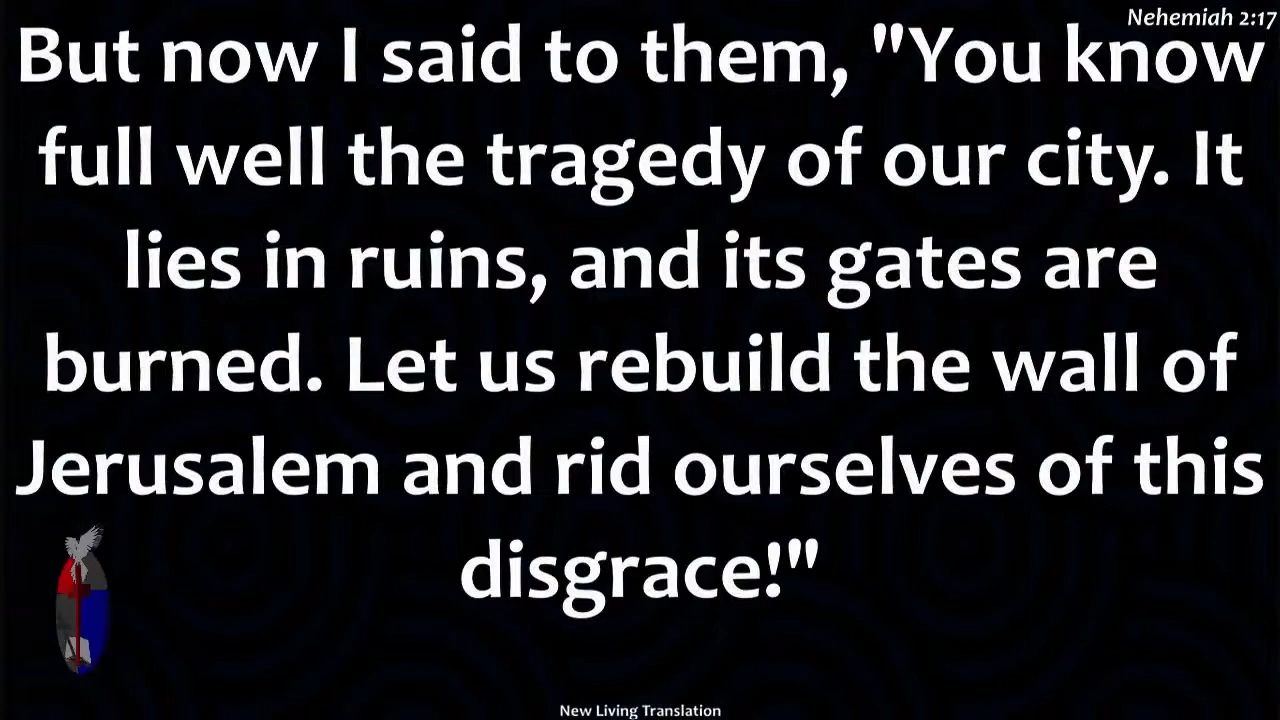 Nehemiah 2:17
But now I said to them, "You know
full well the tragedy of our city. It
lies in ruins, and its gates are
burned. Let us rebuild the wall of
Jerusalem and rid ourselves of this
disgrace!"
New Living Translation